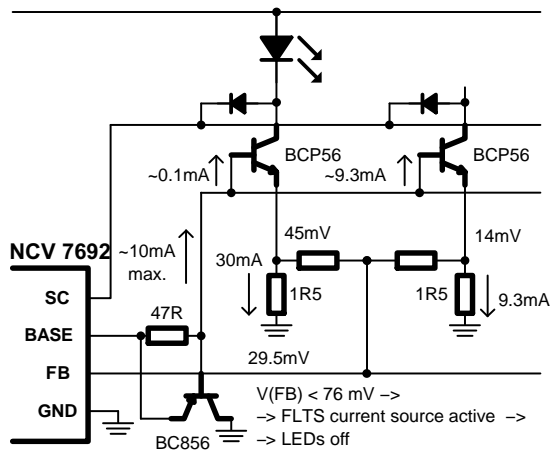 BCP56
BCP56
~0.1mA
~9.3mA
NCV 7692
~10mA
max.
45mV
14mV
30mA
1R5
1R5
9.3mA
SC
47R
BASE
29.5mV
FB
V(FB) < 76 mV –>
–> FLTS current source active –>
–> LEDs off
GND
BC856